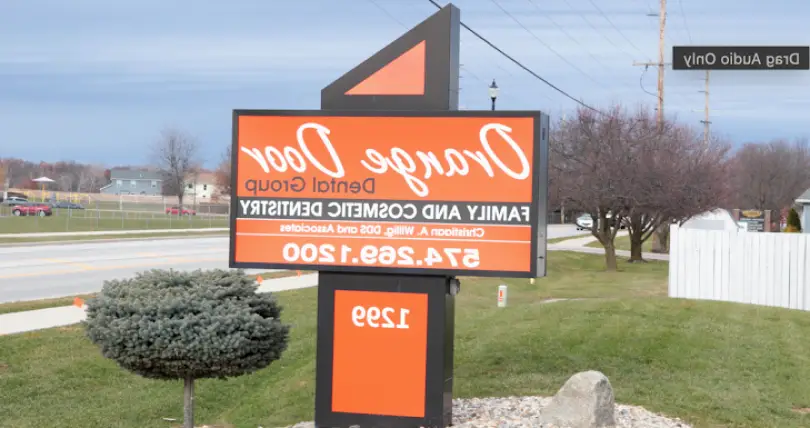 Drag Audio Only
Orange Door
Dental Group
FAMILY AND COSMETIC DENTISTRY
Christiaan A. Willig, DDS and Associates
574.269.1200
1299